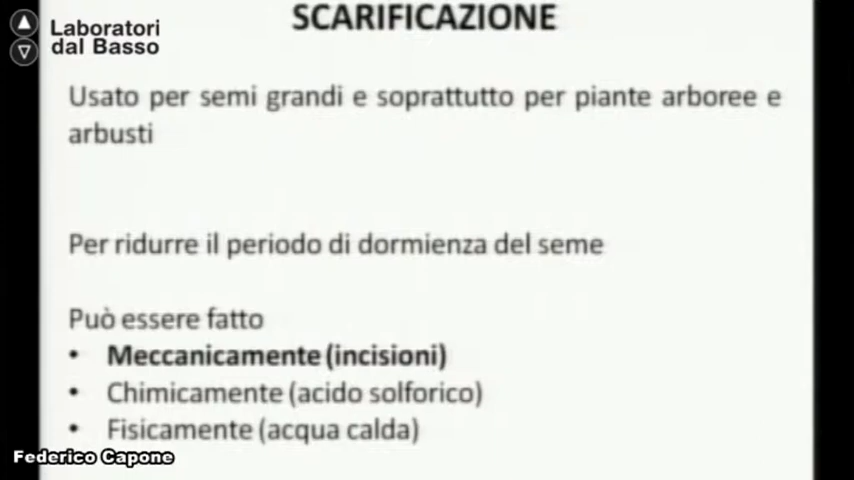 SCARIFICAZIONE
Laboratori
dal Basso
Usato per semi grandi e soprattutto per piante arboree e
arbusti
Per ridurre il periodo di dormienza del seme
Può essere fatto
• Meccanicamente (incisioni)
• Chimicamente (acido solforico)
• Fisicamente (acqua calda)
Federico Capone